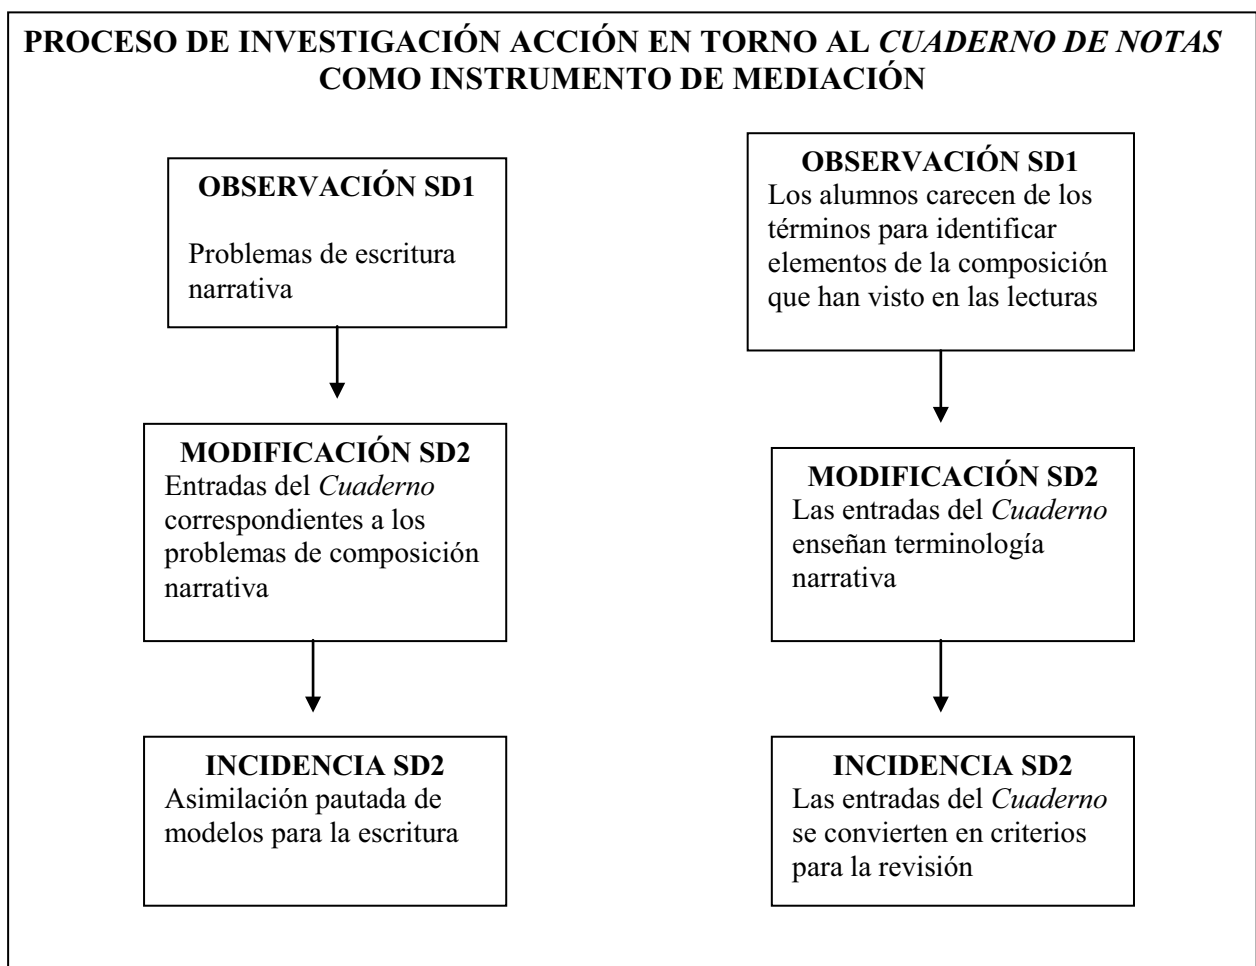 PROCESO DE INVESTIGACIÓN ACCIÓN EN TORNO AL CUADERNO DE NOTAS
COMO INSTRUMENTO DE MEDIACIÓN
OBSERVACIÓN SD1
Problemas de escritura
narrativa
MODIFICACIÓN SD2
Entradas del Cuaderno
correspondientes a los
problemas de composición
narrativa
INCIDENCIA SD2
Asimilación pautada de
modelos para la escritura
OBSERVACIÓN SD1
Los alumnos carecen de los
términos para identificar
elementos de la composición
que han visto en las lecturas
MODIFICACIÓN SD2
Las entradas del Cuaderno
enseñan terminología
narrativa
INCIDENCIA SD2
Las entradas del Cuaderno
se convierten en criterios
para la revisión